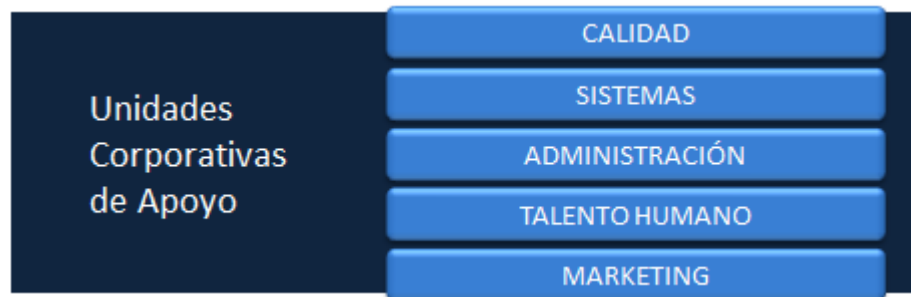 Unidades
Corporativas
de Apoyo
CALIDAD
SISTEMAS
ADMINISTRACIÓN
TALENTO HUMANO
MARKETING